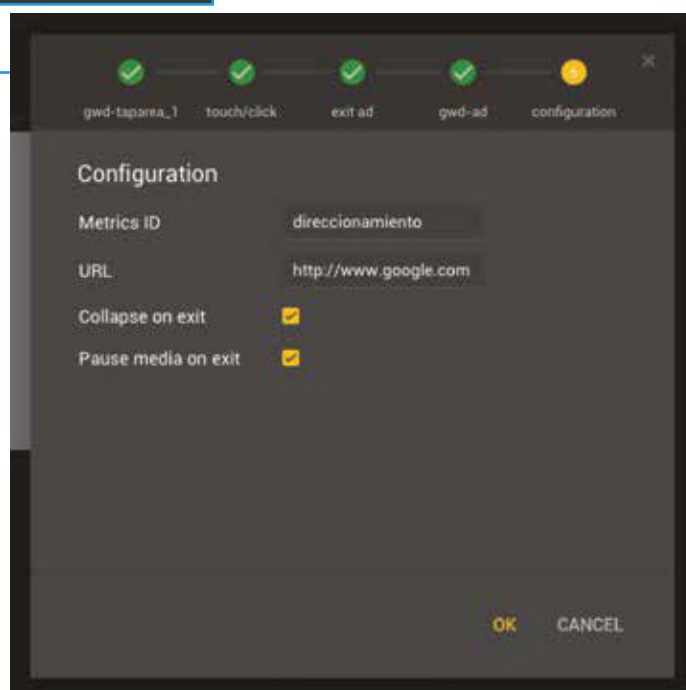 gwd-taparea_1 touch/click exit ad gwd-ad configuration
Configuration
Metrics ID direccionamiento
URL http://www.google.com
Collapse on exit
Pause media on exit
OK CANCEL